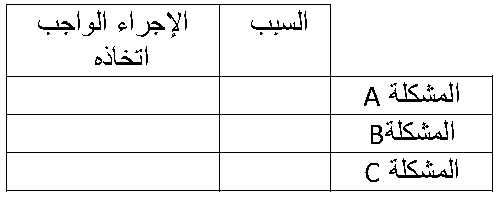 السبب
الإجراء الواجب
اتخاذه
المشكلة A
المشكلةB
المشكلة C